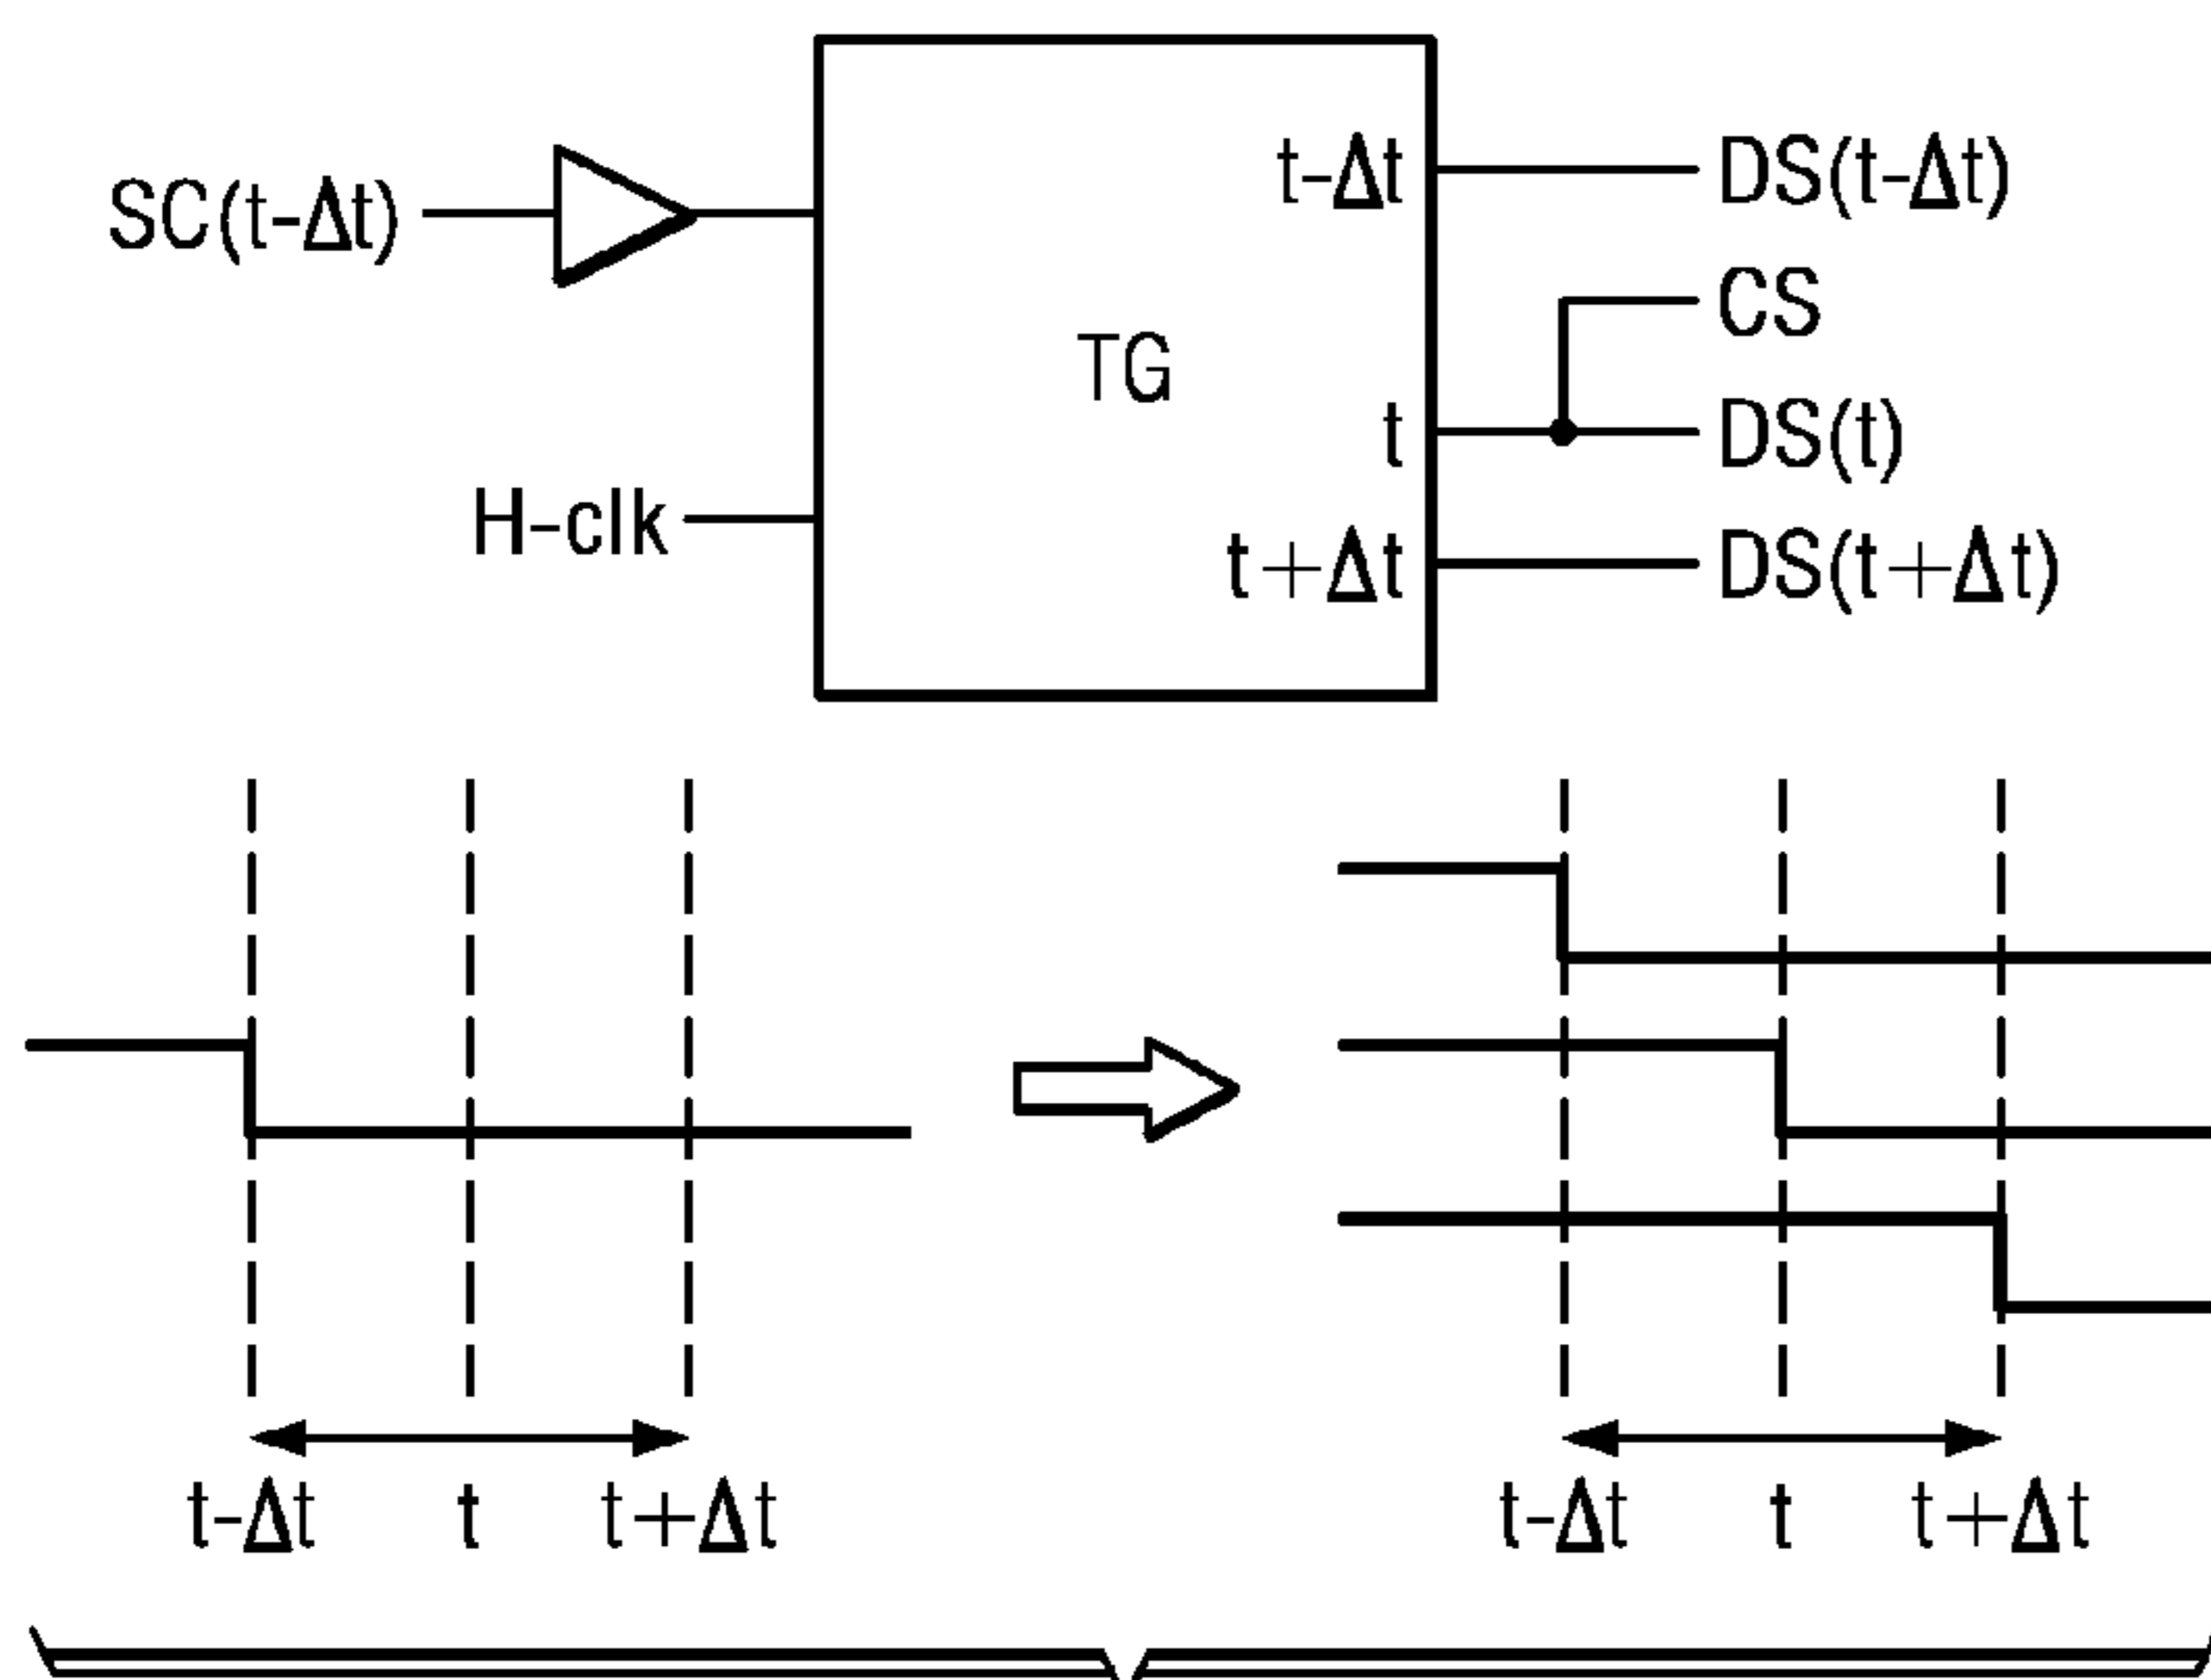 SC(t-Δt)
H-clk
TG
t-Δt
t
t+Δt
DS(t-Δt)
CS
DS(t)
DS(t+Δt)
t-Δt t t+Δt
t-Δt t t+Δt